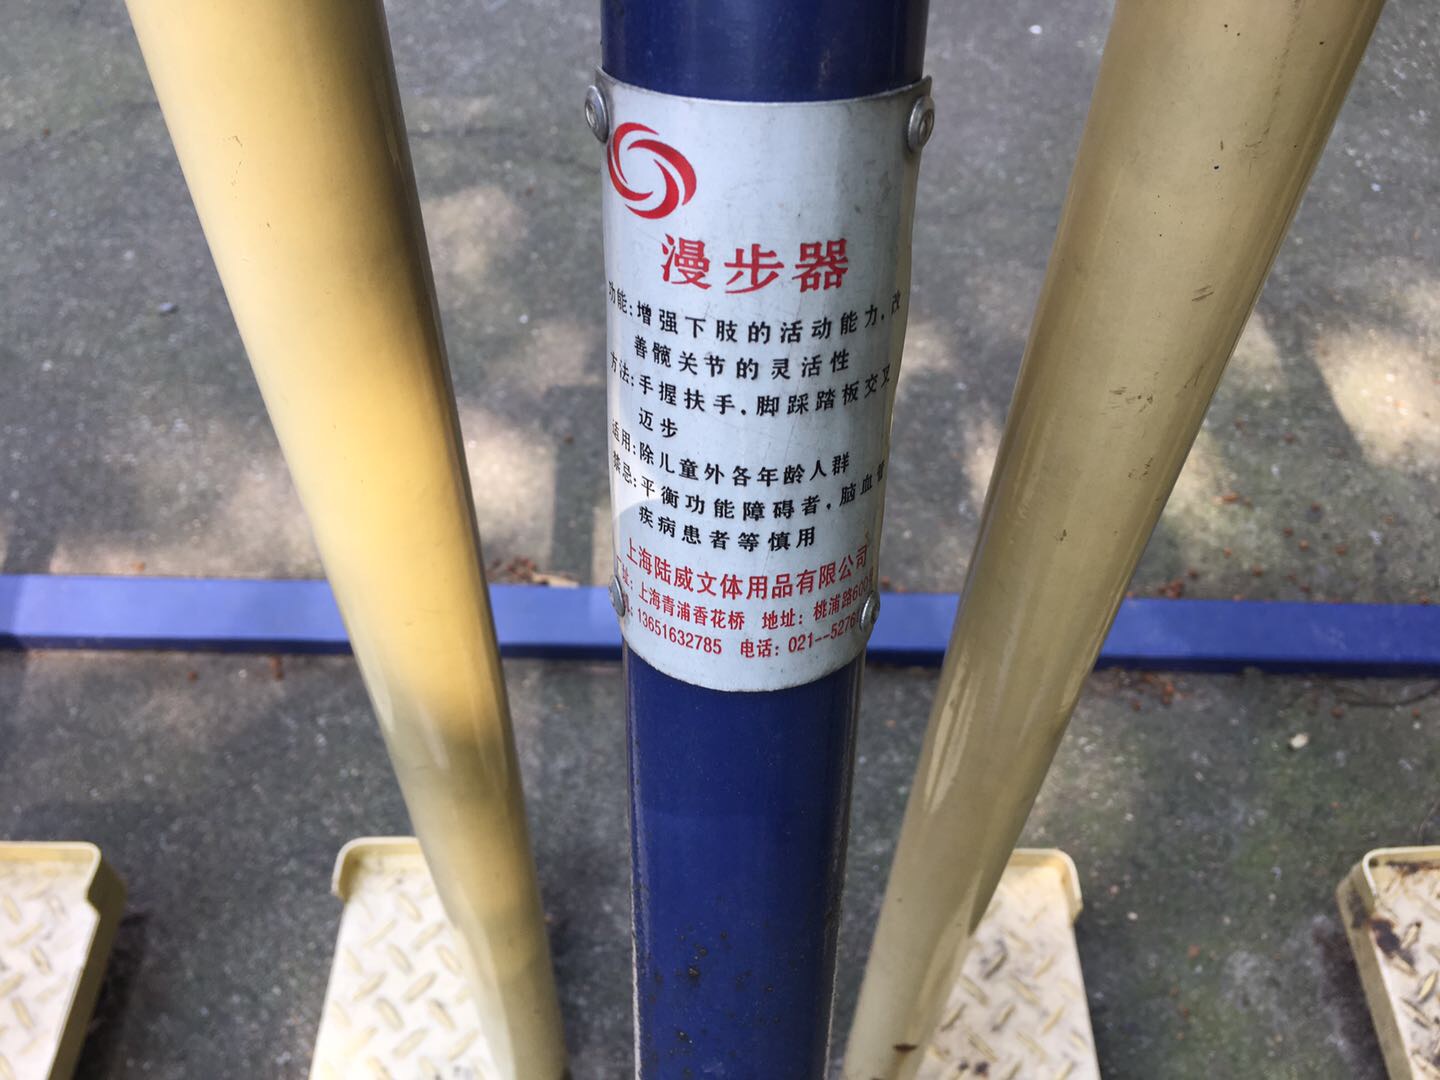 漫步器
功能:增强下肢的活动能力,改
善髋关节的灵活性
方法:手握扶手,脚踩踏板交叉
迈步
适用:除儿童外各年龄人群
禁忌:平衡功能障碍者,脑血管
疾病患者等慎用
上海陆威文体用品有限公司
址:上海青浦香花桥 地址:桃浦路600
13651632785 电话:021--5276